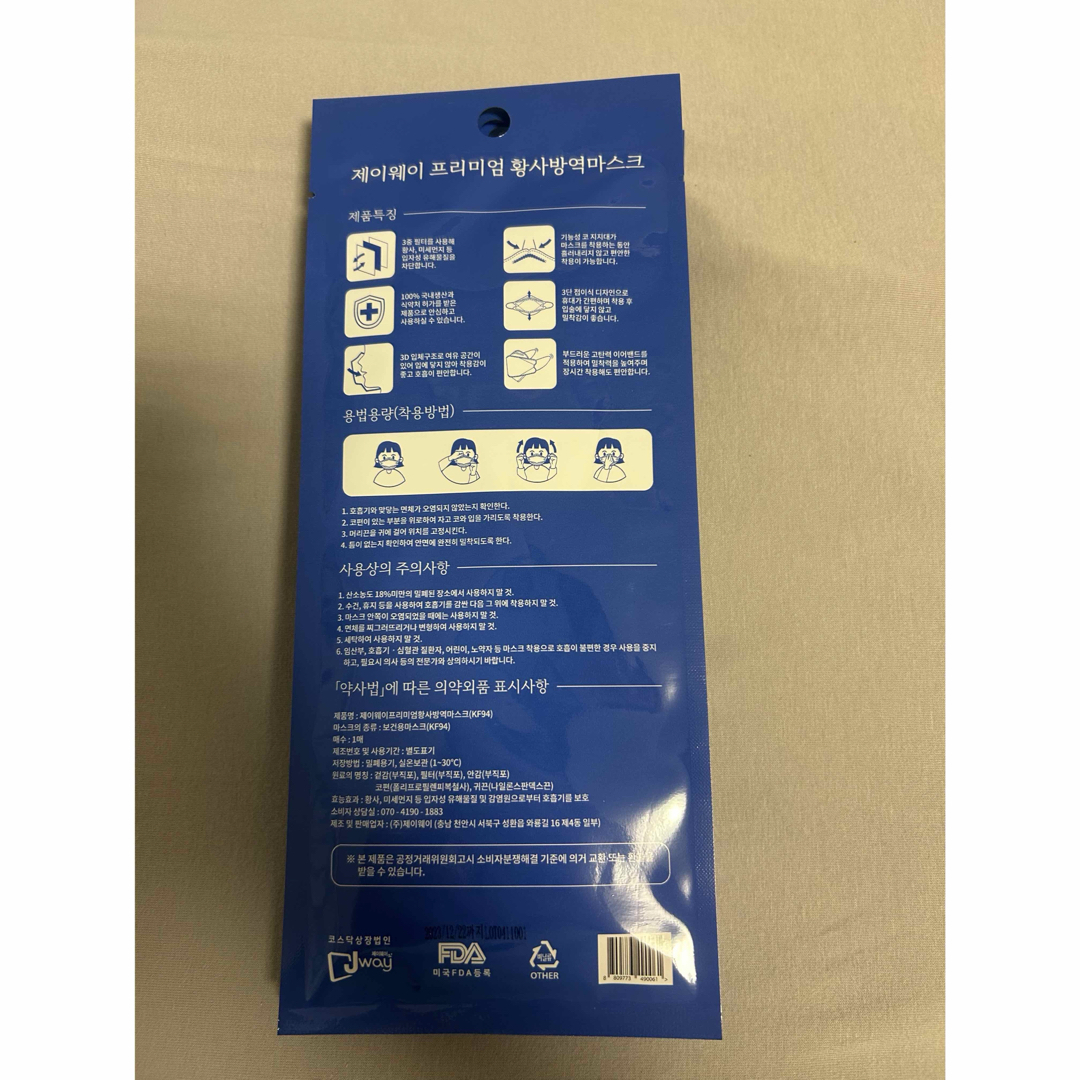 제이웨이 프리미엄 황사방역마스크
제품특징
3중 필터를 사용해
황사, 미세먼지 등
입자성 유해물질을
차단합니다.
기능성 코 지지대가
마스크를 착용하는 동안
흘러내리지 않고 편안한
착용이 가능합니다.
100% 국내생산과
식약처 허가를 받은
제품으로 안심하고
사용하실 수 있습니다.
3단 접이식 디자인으로
휴대가 간편하며 착용 후
입술에 닿지 않고
밀착감이 좋습니다.
3D 입체구조로 여유 공간이
있어 입에 닿지 않아 착용감이
좋고 호흡이 편안합니다.
부드러운 고탄력 이어밴드를
적용하여 밀착력을 높여주며
장시간 착용해도 편안합니다.
용법용량(착용방법)
1. 호흡기와 맞닿는 면체가 오염되지 않았는지 확인한다.
2. 코편이 있는 부분을 위로하여 자고 코와 입을 가리도록 착용한다.
3. 머리끈을 귀에 걸어 위치를 고정시킨다.
4. 틈이 없는지 확인하여 안면에 완전히 밀착되도록 한다.
사용상의 주의사항
1. 산소농도 18%미만의 밀폐된 장소에서 사용하지 말 것.
2. 수건, 휴지 등을 사용하여 호흡기를 감싼 다음 그 위에 착용하지 말 것.
3. 마스크 안쪽이 오염되었을 때에는 사용하지 말 것.
4. 면체를 찌그러뜨리거나 변형하여 사용하지 말 것.
5. 세탁하여 사용하지 말 것.
6. 임산부, 호흡기 · 심혈관 질환자, 어린이, 노약자 등 마스크 착용으로 호흡이 불편한 경우 사용을 중지
하고, 필요시 의사 등의 전문가와 상의하시기 바랍니다.
「약사법」에 따른 의약외품 표시사항
제품명 : 제이웨이프리미엄황사방역마스크(KF94)
마스크의 종류 : 보건용마스크(KF94)
매수 : 1매
제조번호 및 사용기간 : 별도표기
저장방법 : 밀폐용기, 실온보관 (1~30℃)
원료의 명칭 : 겉감(부직포), 필터(부직포), 안감(부직포)
코편(폴리프로필렌피복철사), 귀끈(나일론스판덱스끈)
효능효과 : 황사, 미세먼지 등 입자성 유해물질 및 감염원으로부터 호흡기를 보호
소비자 상담실 : 070 - 4190 - 1883
제조 및 판매업자 : (주)제이웨이 (충남 천안시 서북구 성환읍 와룡길 16 제4동 일부)
※ 본 제품은 공정거래위원회고시 소비자분쟁해결 기준에 의거 교환 또는
받을 수 있습니다.
코스닥상장법인
Jway
FDA
미국FDA등록
OTHER
8 809773 490061 >